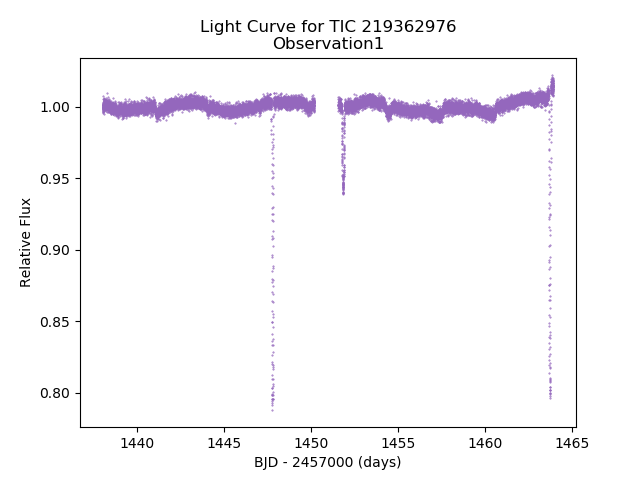 Light Curve for TIC 219362976
Observation1
1.00
0.95
0.90
0.85
0.80
Relative Flux
1440
1445
1450
1455
1460
1465
BJD - 2457000 (days)